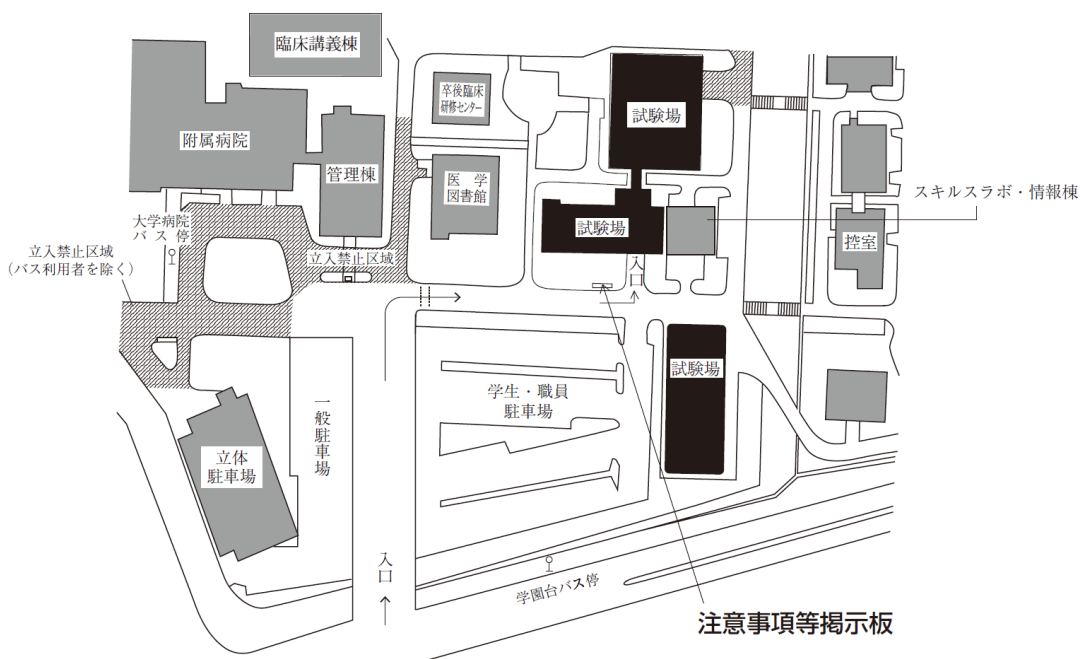 臨床講義棟
卒後臨床
研修センター
試験場
附属病院
管理棟
医学
図書館
スキルスラボ・情報棟
大学病院
バス停
試験場
控室
立入禁止区域
(バス利用者を除く)
立入禁止区域
入口
試験場
学生・職員
駐車場
一般駐車場
立体
駐車場
入口
学園台バス停
注意事項等掲示板